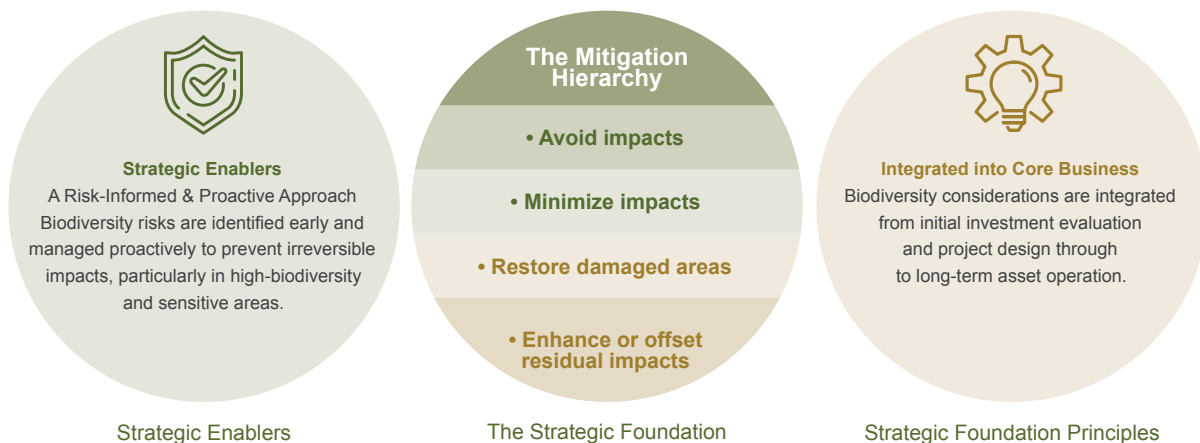 Strategic Enablers
A Risk-Informed & Proactive Approach
Biodiversity risks are identified early and
managed proactively to prevent irreversible
impacts, particularly in high-biodiversity
and sensitive areas.
Strategic Enablers
The Mitigation
Hierarchy
• Avoid impacts
• Minimize impacts
• Restore damaged areas
• Enhance or offset
residual impacts
The Strategic Foundation
Integrated into Core Business
Biodiversity considerations are integrated
from initial investment evaluation
and project design through
to long-term asset operation.
Strategic Foundation Principles